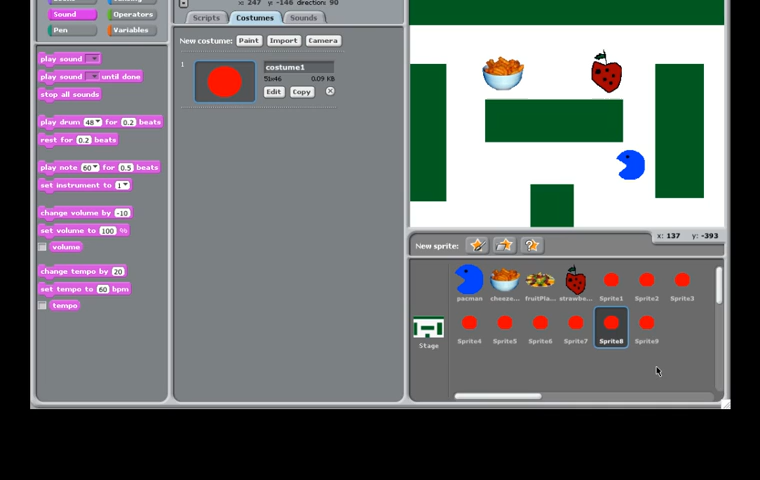 x: 247 y: -146 direction: 90
Sound Operators
Pen Variables
Scripts Costumes Sounds
New costume: Paint Import Camera
1
costume1
51x46 0.09 KB
Edit Copy
play sound
play sound until done
stop all sounds
play drum 48 for 0.2 beats
rest for 0.2 beats
play note 60 for 0.5 beats
set instrument to 1
change volume by -10
set volume to 100 %
volume
change tempo by 20
set tempo to 60 bpm
tempo
x: 137 y: -393
New sprite:
pacman cheezo... fruitPla... strawbe... Sprite1 Sprite2 Sprite3
Sprite4 Sprite5 Sprite6 Sprite7 Sprite8 Sprite9
Stage